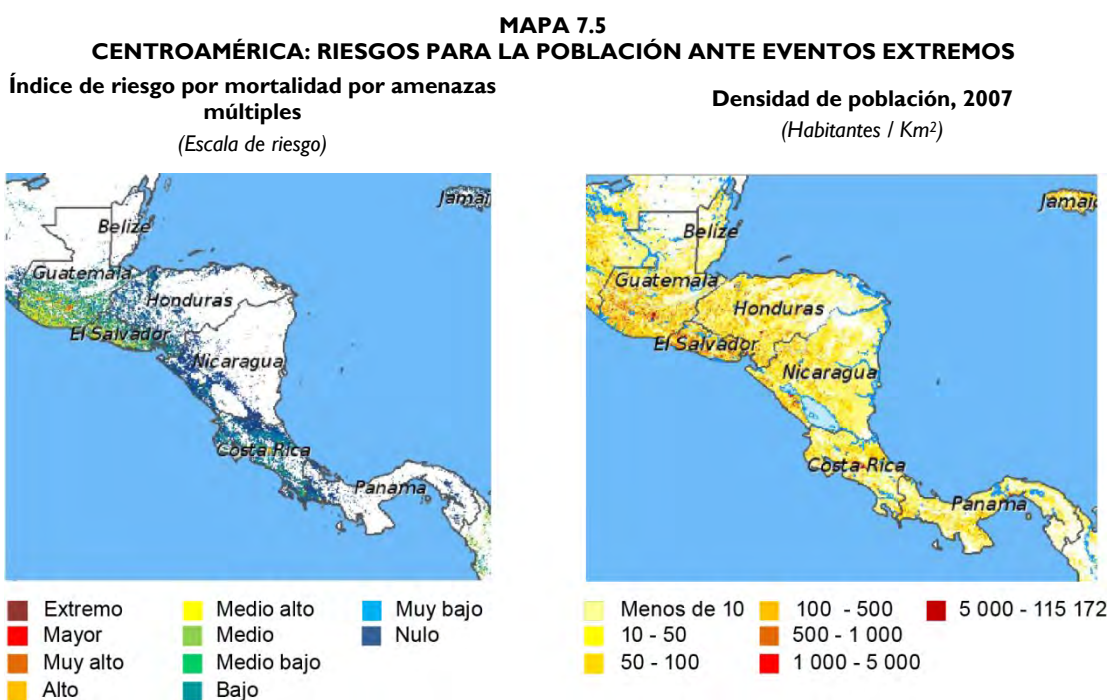 MAPA 7.5
CENTROAMÉRICA: RIESGOS PARA LA POBLACIÓN ANTE EVENTOS EXTREMOS
Índice de riesgo por mortalidad por amenazas
múltiples
(Escala de riesgo)
Jamai
Belize
Guatemala
Honduras
El Salvador
Nicaragua
Costa Rica
Panama
Extremo
Mayor
Muy alto
Alto
Medio alto
Medio
Medio bajo
Bajo
Muy bajo
Nulo
Densidad de población, 2007
(Habitantes / Km²)
Jamaic
Belize
Guatemala
Honduras
El Salvador
Nicaragua
Costa Rica
Panama
Menos de 10
10 - 50
50 - 100
100 - 500
500 - 1 000
1 000 - 5 000
5 000 - 115 172